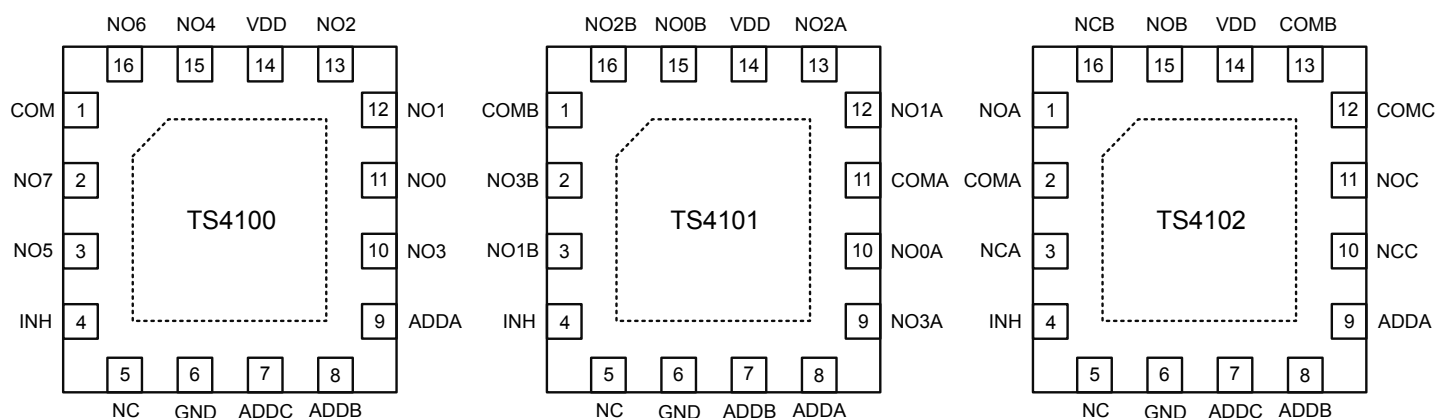 NO6 NO4 VDD NO2 NO2B NO0B VDD NO2A NCB NOB VDD COMB
16 15 14 13 16 15 14 13 16 15 14 13
COM 1 12 NO1 COMB 1 12 NO1A NOA 1 12 COMC
NO7 2 11 NO0 NO3B 2 11 COMA COMA 2 11 NOC
TS4100 TS4101 TS4102
NO5 3 10 NO3 NO1B 3 10 NO0A NCA 3 10 NCC
INH 4 9 ADDA INH 4 9 NO3A INH 4 9 ADDA
5 6 7 8 5 6 7 8 5 6 7 8
NC GND ADDC ADDB NC GND ADDB ADDA NC GND ADDC ADDB